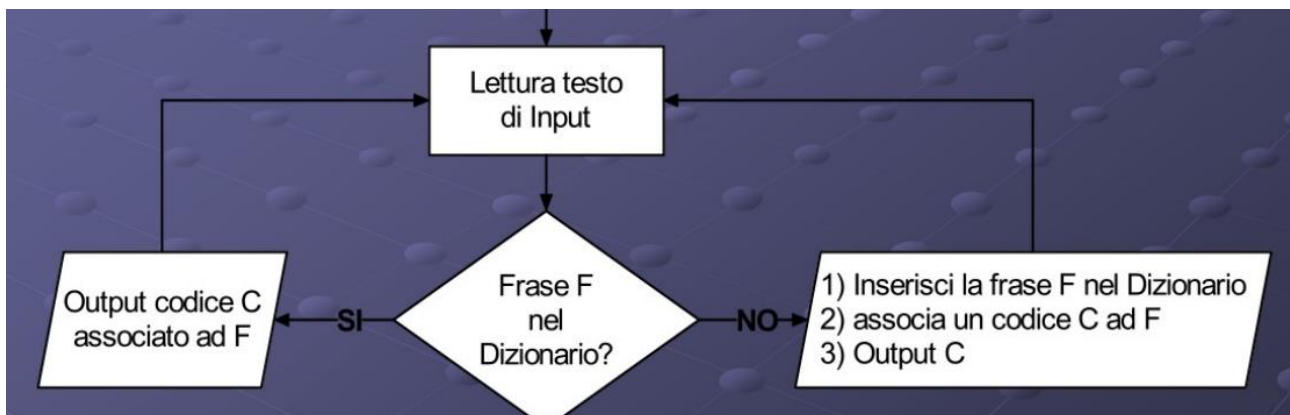 Lettura testo
di Input
Output codice C
associato ad F
SI
Frase F
nel
Dizionario?
NO
1) Inserisci la frase F nel Dizionario
2) associa un codice C ad F
3) Output C